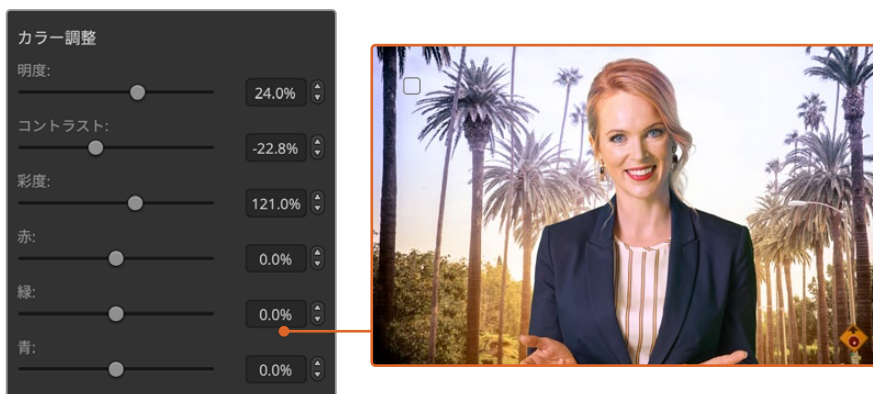 カラー調整
明度:
24.0%
コントラスト:
-22.8%
彩度:
121.0%
赤:
0.0%
緑:
0.0%
青:
0.0%